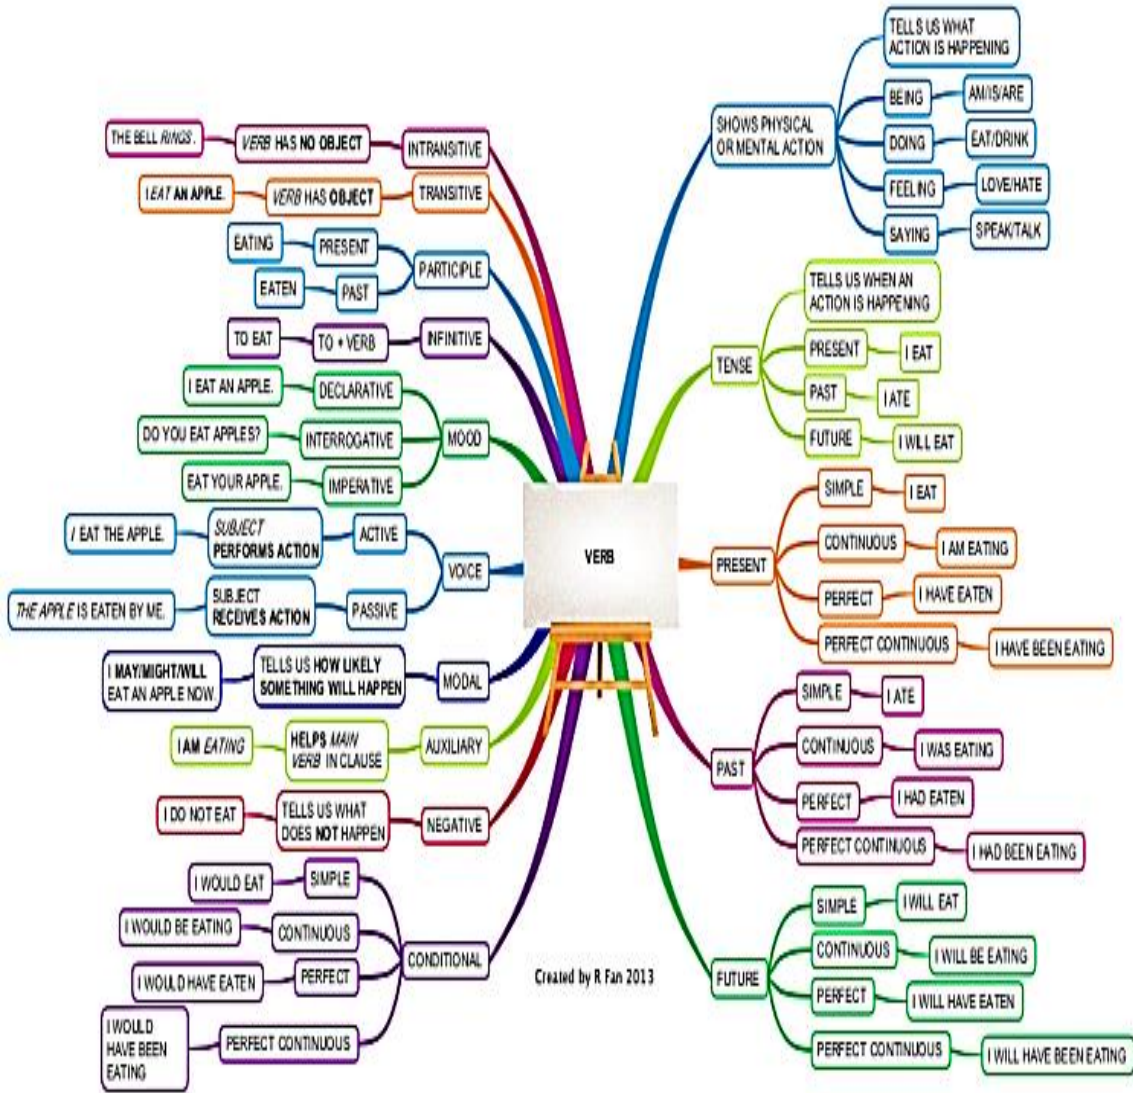 VERB
SHOWS PHYSICAL
OR MENTAL ACTION
TELLS US WHAT
ACTION IS HAPPENING
BEING
AM/IS/ARE
DOING
EAT/DRINK
FEELING
LOVE/HATE
SAYING
SPEAK/TALK
TENSE
TELLS US WHEN AN
ACTION IS HAPPENING
PRESENT
I EAT
PAST
I ATE
FUTURE
I WILL EAT
PRESENT
SIMPLE
I EAT
CONTINUOUS
I AM EATING
PERFECT
I HAVE EATEN
PERFECT CONTINUOUS
I HAVE BEEN EATING
PAST
SIMPLE
I ATE
CONTINUOUS
I WAS EATING
PERFECT
I HAD EATEN
PERFECT CONTINUOUS
I HAD BEEN EATING
FUTURE
SIMPLE
I WILL EAT
CONTINUOUS
I WILL BE EATING
PERFECT
I WILL HAVE EATEN
PERFECT CONTINUOUS
I WILL HAVE BEEN EATING
INTRANSITIVE
VERB HAS NO OBJECT
THE BELL RINGS.
TRANSITIVE
VERB HAS OBJECT
I EAT AN APPLE.
PARTICIPLE
PRESENT
EATING
PAST
EATEN
INFINITIVE
TO + VERB
TO EAT
MOOD
DECLARATIVE
I EAT AN APPLE.
INTERROGATIVE
DO YOU EAT APPLES?
IMPERATIVE
EAT YOUR APPLE.
VOICE
ACTIVE
SUBJECT
PERFORMS ACTION
I EAT THE APPLE.
PASSIVE
SUBJECT
RECEIVES ACTION
THE APPLE IS EATEN BY ME.
MODAL
TELLS US HOW LIKELY
SOMETHING WILL HAPPEN
I MAY/MIGHT/WILL
EAT AN APPLE NOW.
AUXILIARY
HELPS MAIN
VERB IN CLAUSE
I AM EATING
NEGATIVE
TELLS US WHAT
DOES NOT HAPPEN
I DO NOT EAT
CONDITIONAL
SIMPLE
I WOULD EAT
CONTINUOUS
I WOULD BE EATING
PERFECT
I WOULD HAVE EATEN
PERFECT CONTINUOUS
I WOULD
HAVE BEEN
EATING
Created by R Fan 2013